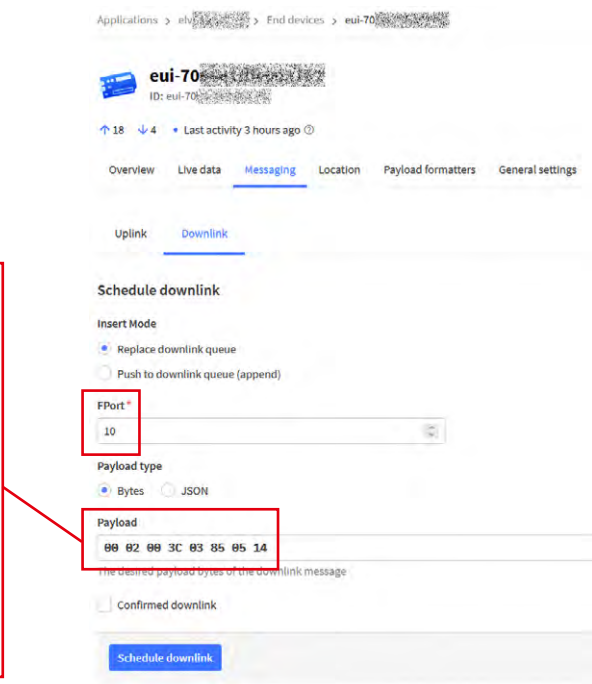 Applications > elv > End devices > eui-70
eui-70
ID: eui-70
↑ 18 ↓ 4 • Last activity 3 hours ago
Overview Live data Messaging Location Payload formatters General settings
Uplink Downlink
Schedule downlink
Insert Mode
Replace downlink queue
Push to downlink queue (append)
FPort*
10
Payload type
Bytes JSON
Payload
00 02 00 3C 03 85 05 14
The desired payload bytes of the downlink message
Confirmed downlink
Schedule downlink